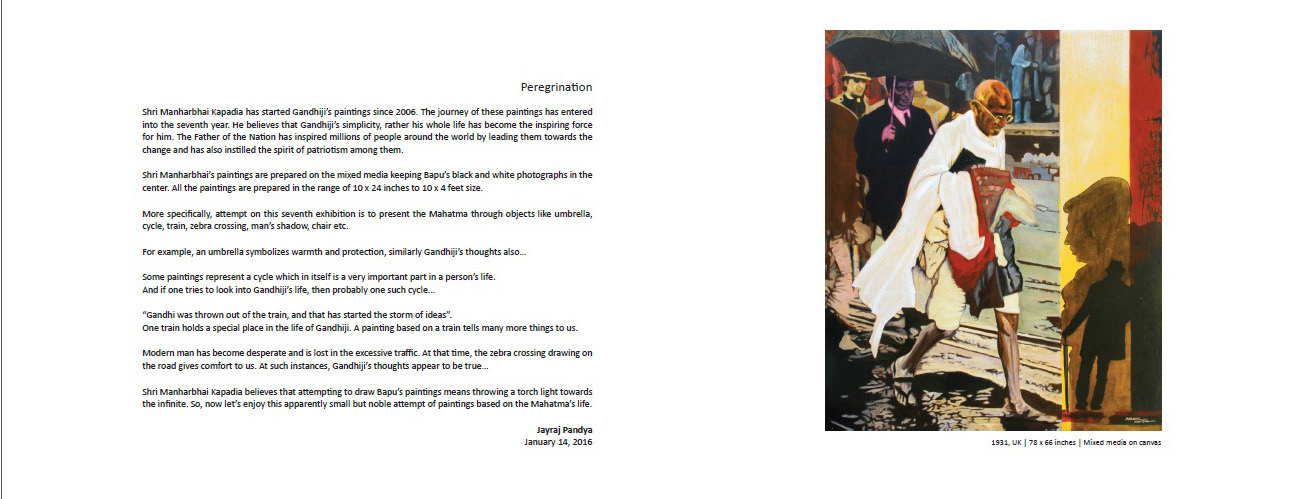 Peregrination
Shri Manharbhai Kapadia has started Gandhiji's paintings since 2006. The journey of these paintings has entered
into the seventh year. He believes that Gandhiji's simplicity, rather his whole life has become the inspiring force
for him. The Father of the Nation has inspired millions of people around the world by leading them towards the
change and has also instilled the spirit of patriotism among them.
Shri Manharbhai's paintings are prepared on the mixed media keeping Bapu's black and white photographs in the
center. All the paintings are prepared in the range of 10 x 24 inches to 10 x 4 feet size.
More specifically, attempt on this seventh exhibition is to present the Mahatma through objects like umbrella,
cycle, train, zebra crossing, man's shadow, chair etc.
For example, an umbrella symbolizes warmth and protection, similarly Gandhiji's thoughts also...
Some paintings represent a cycle which in itself is a very important part in a person's life.
And if one tries to look into Gandhiji's life, then probably one such cycle...
“Gandhi was thrown out of the train, and that has started the storm of ideas”.
One train holds a special place in the life of Gandhiji. A painting based on a train tells many more things to us.
Modern man has become desperate and is lost in the excessive traffic. At that time, the zebra crossing drawing on
the road gives comfort to us. At such instances, Gandhiji's thoughts appear to be true...
Shri Manharbhai Kapadia believes that attempting to draw Bapu's paintings means throwing a torch light towards
the infinite. So, now let's enjoy this apparently small but noble attempt of paintings based on the Mahatma's life.
Jayraj Pandya
January 14, 2016
1931, UK | 78 x 66 inches | Mixed media on canvas